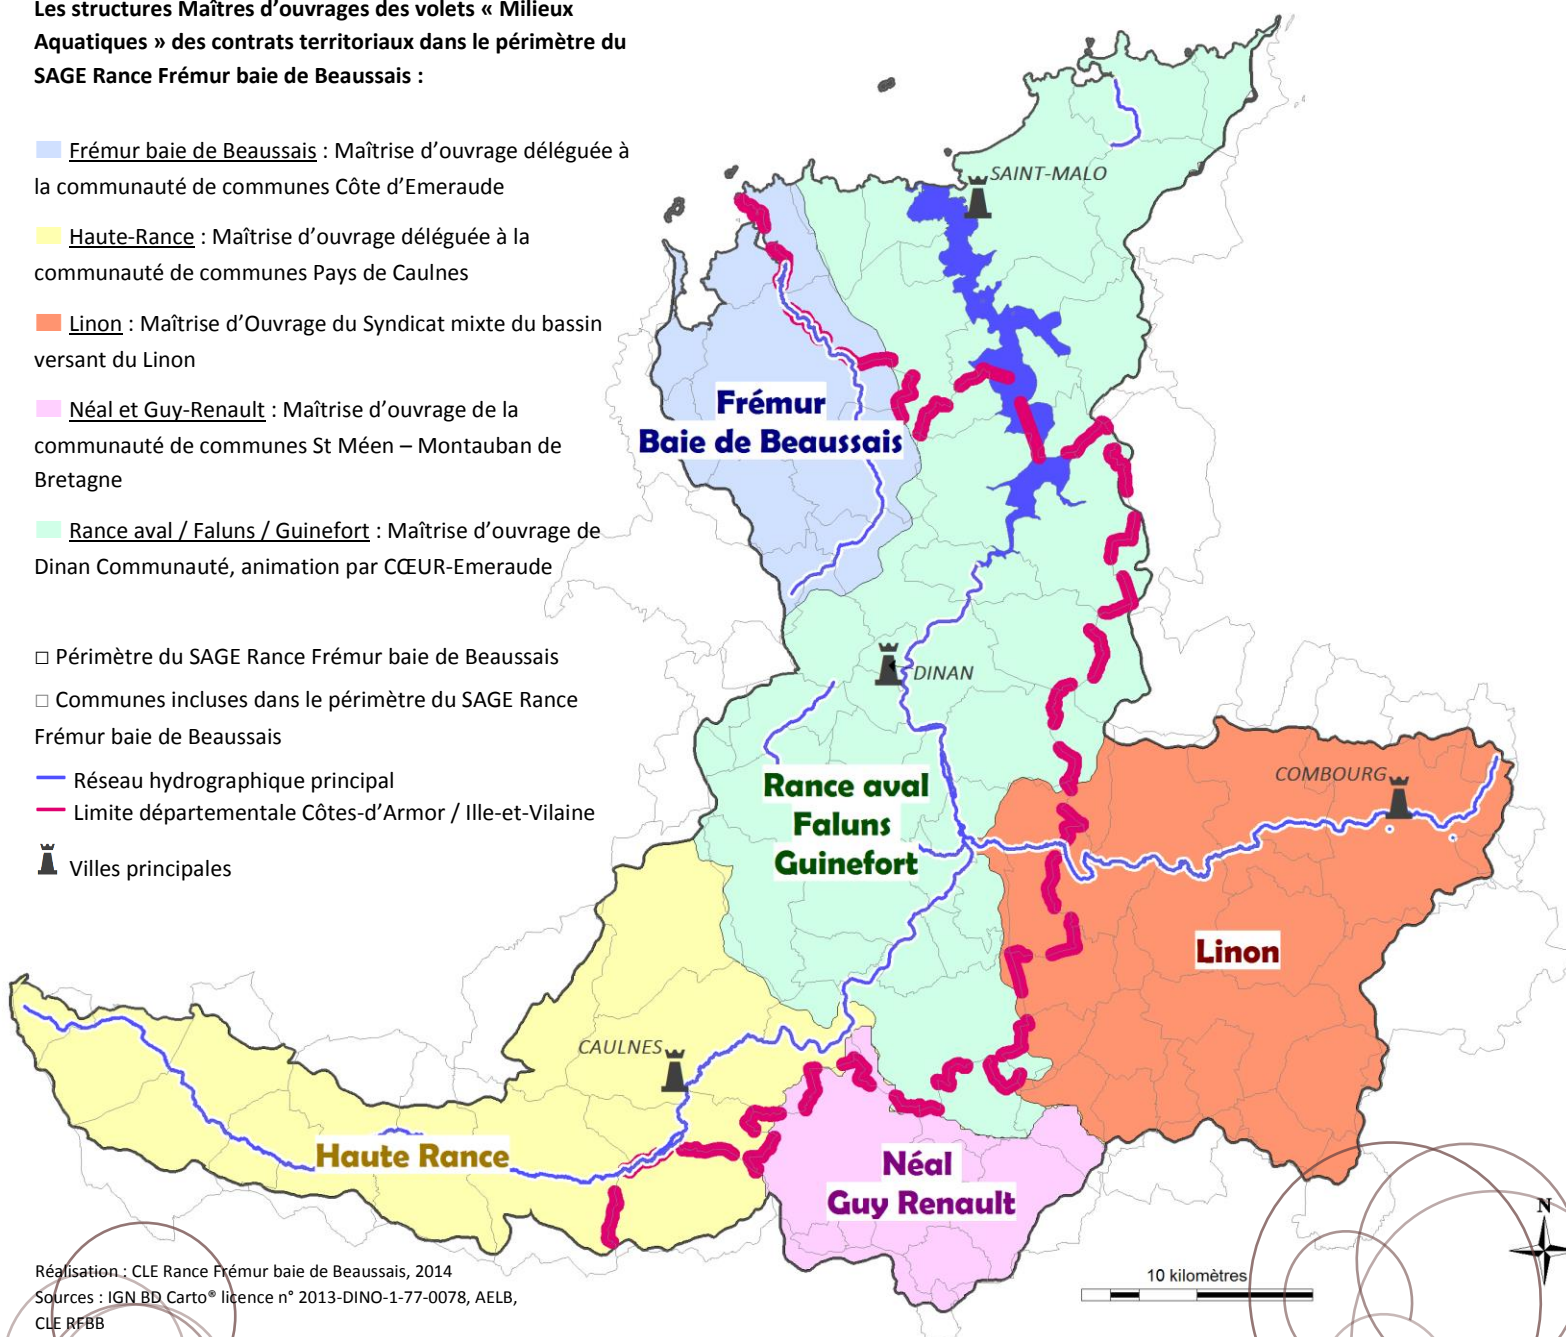 Les structures Maîtres d’ouvrages des volets « Milieux
Aquatiques » des contrats territoriaux dans le périmètre du
SAGE Rance Frémur baie de Beaussais :
Frémur baie de Beaussais : Maîtrise d’ouvrage déléguée à
la communauté de communes Côte d’Emeraude
Haute-Rance : Maîtrise d’ouvrage déléguée à la
communauté de communes Pays de Caulnes
Linon : Maîtrise d’Ouvrage du Syndicat mixte du bassin
versant du Linon
Néal et Guy-Renault : Maîtrise d’ouvrage de la
communauté de communes St Méen – Montauban de
Bretagne
Rance aval / Faluns / Guinefort : Maîtrise d’ouvrage de
Dinan Communauté, animation par CŒUR-Emeraude
□ Périmètre du SAGE Rance Frémur baie de Beaussais
□ Communes incluses dans le périmètre du SAGE Rance
Frémur baie de Beaussais
Réseau hydrographique principal
Limite départementale Côtes-d’Armor / Ille-et-Vilaine
Villes principales
SAINT-MALO
Frémur
Baie de Beaussais
DINAN
COMBOURG
Rance aval
Faluns
Guinefort
Linon
CAULNES
Haute Rance
Néal
Guy Renault
N
10 kilomètres
Réalisation : CLE Rance Frémur baie de Beaussais, 2014
Sources : IGN BD Carto® licence n° 2013-DINO-1-77-0078, AELB,
CLE RFBB